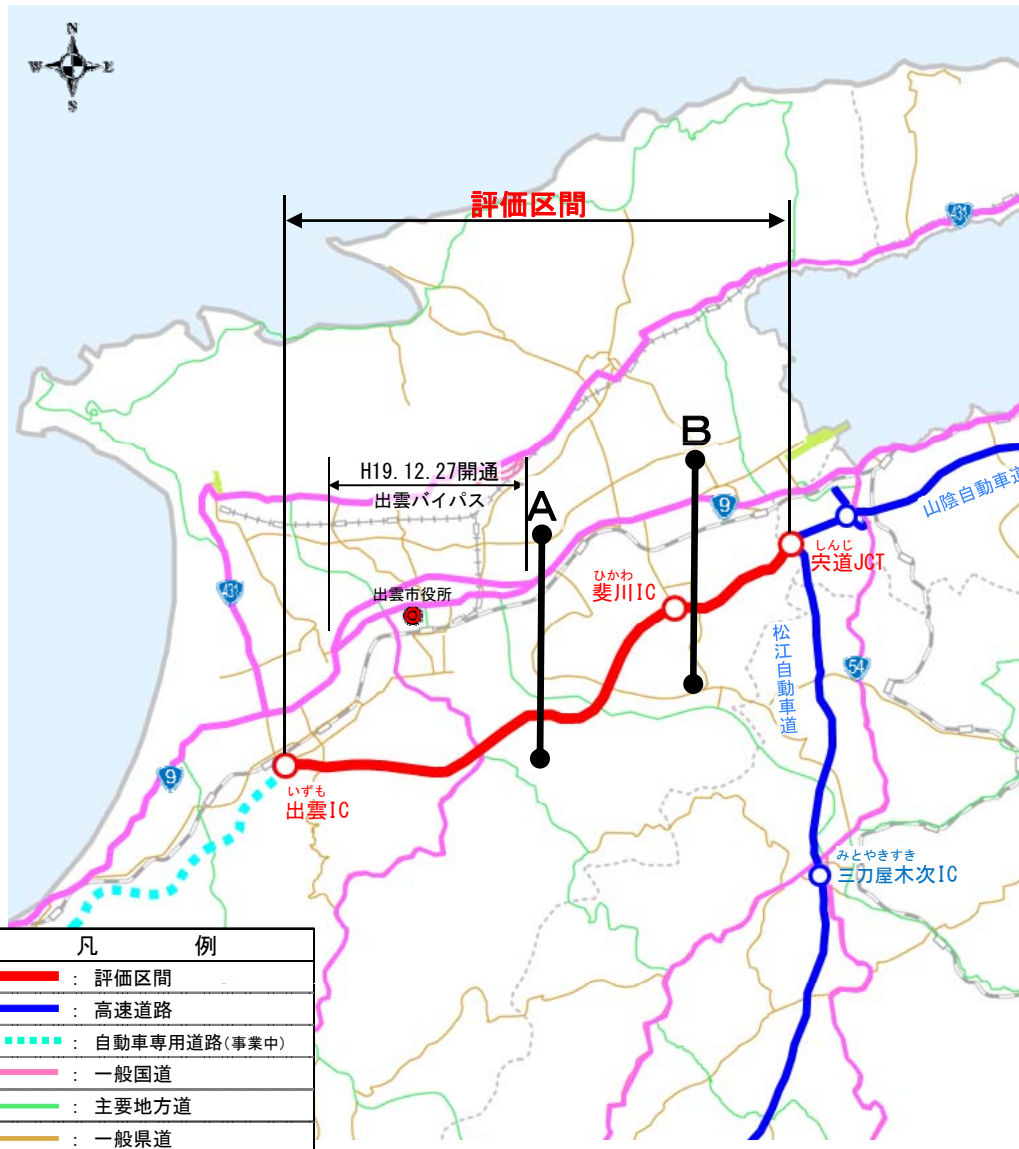 N
W
E
S
評価区間
431
H19.12.27開通
出雲バイパス
A
B
9
山陰自動車道
しんじ
宍道JCT
ひかわ
斐川IC
出雲市役所
431
松
江
自
動
車
道
54
9
いずも
出雲IC
みとやきすき
三刀屋木次IC
凡 例
: 評価区間
: 高速道路
: 自動車専用道路(事業中)
: 一般国道
: 主要地方道
: 一般県道